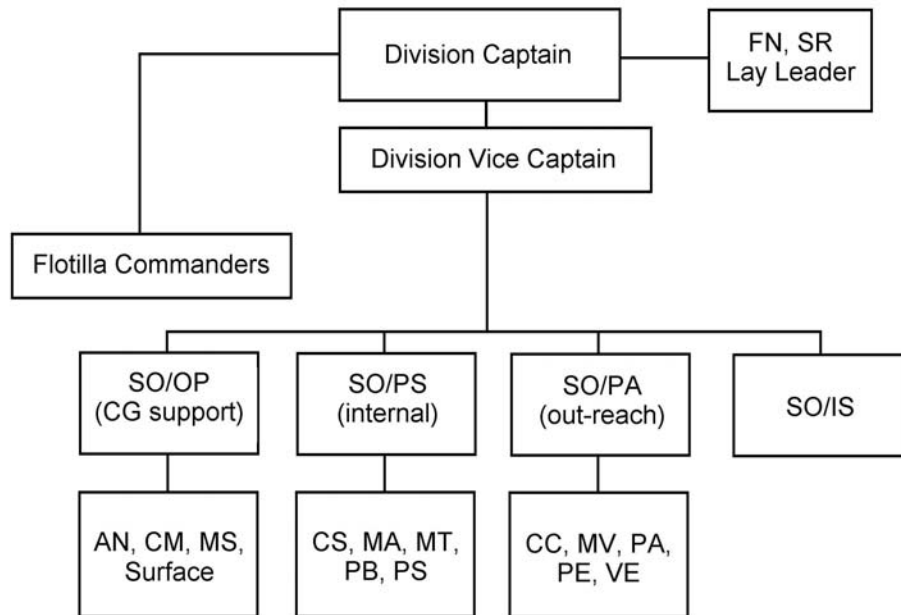 Division Captain
FN, SR
Lay Leader
Division Vice Captain
Flotilla Commanders
SO/OP
(CG support)
SO/PS
(internal)
SO/PA
(out-reach)
SO/IS
AN, CM, MS,
Surface
CS, MA, MT,
PB, PS
CC, MV, PA,
PE, VE